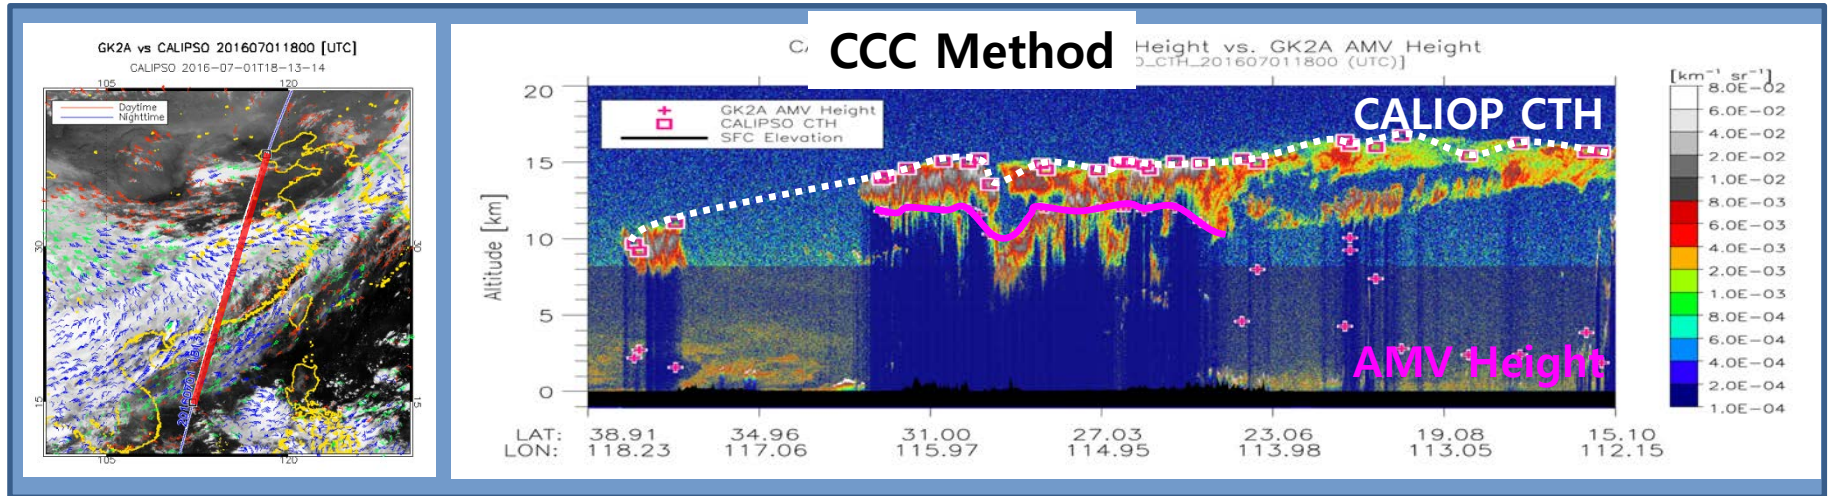 GK2A vs CALIPSO 201607011800 [UTC]
CALIPSO 2016-07-01T18-13-14
105
120
Daytime
Nighttime
30
30
15
15
105
120
CCC Method
Height vs. GK2A AMV Height
CTH_201607011800 (UTC)]
[km⁻¹ sr⁻¹]
GK2A AMV Height
CALIPSO CTH
SFC Elevation
CALIOP CTH
AMV Height
Altitude [km]
20
15
10
5
0
8.0E-02
6.0E-02
4.0E-02
2.0E-02
1.0E-02
8.0E-03
6.0E-03
4.0E-03
2.0E-03
1.0E-03
8.0E-04
6.0E-04
4.0E-04
2.0E-04
1.0E-04
LAT: 38.91 34.96 31.00 27.03 23.06 19.08 15.10
LON: 118.23 117.06 115.97 114.95 113.98 113.05 112.15